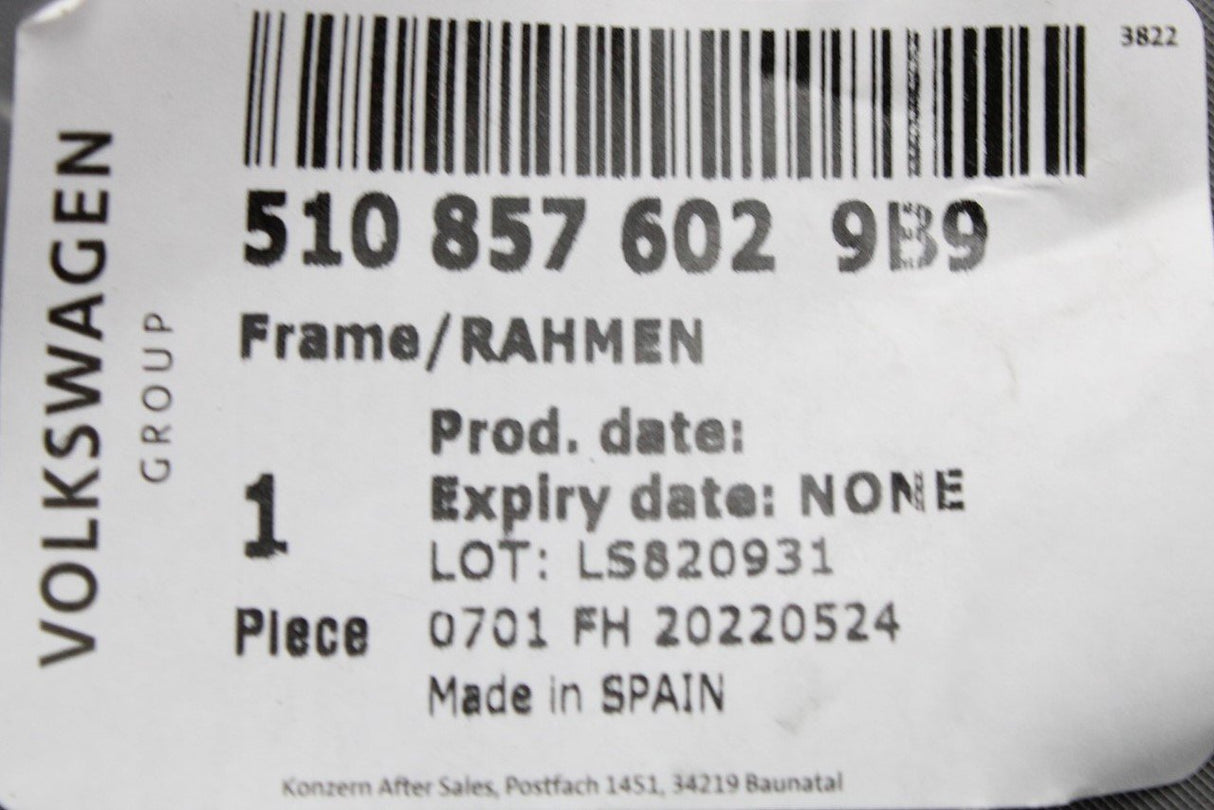 3822
510 857 602 9B9
Frame/RAHMEN
Prod. date:
Expiry date: NONE
LOT: LS820931
0701 FH 20220524
Made in SPAIN
1
Piece
VOLKSWAGEN
GROUP
Konzern After Sales, Postfach 1451, 34219 Baunatal